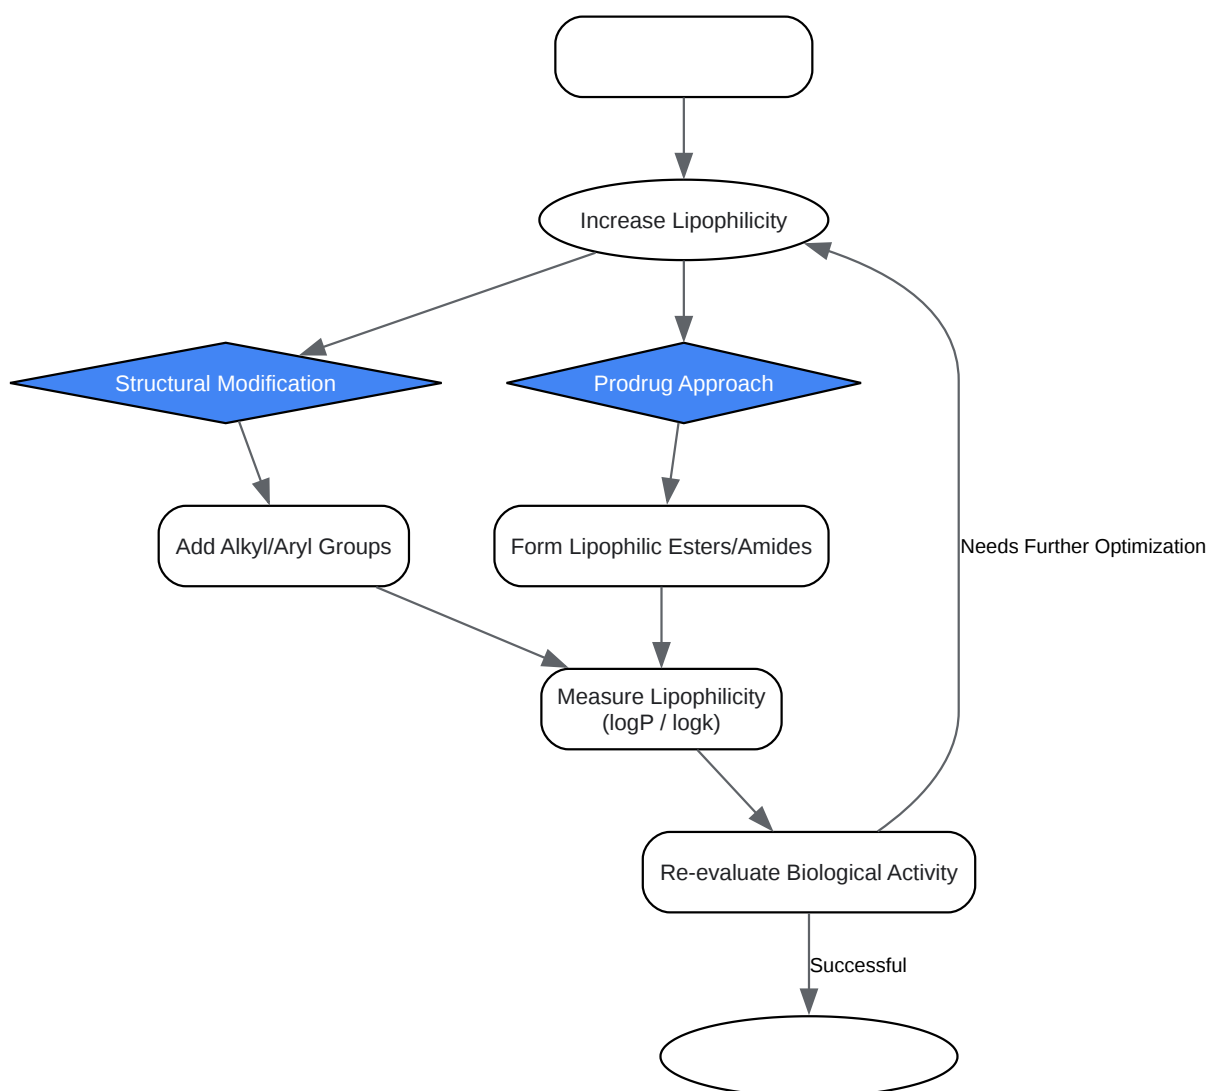 Increase Lipophilicity
Structural Modification
Prodrug Approach
Add Alkyl/Aryl Groups
Form Lipophilic Esters/Amides
Needs Further Optimization
Measure Lipophilicity
(logP / logk)
Re-evaluate Biological Activity
Successful